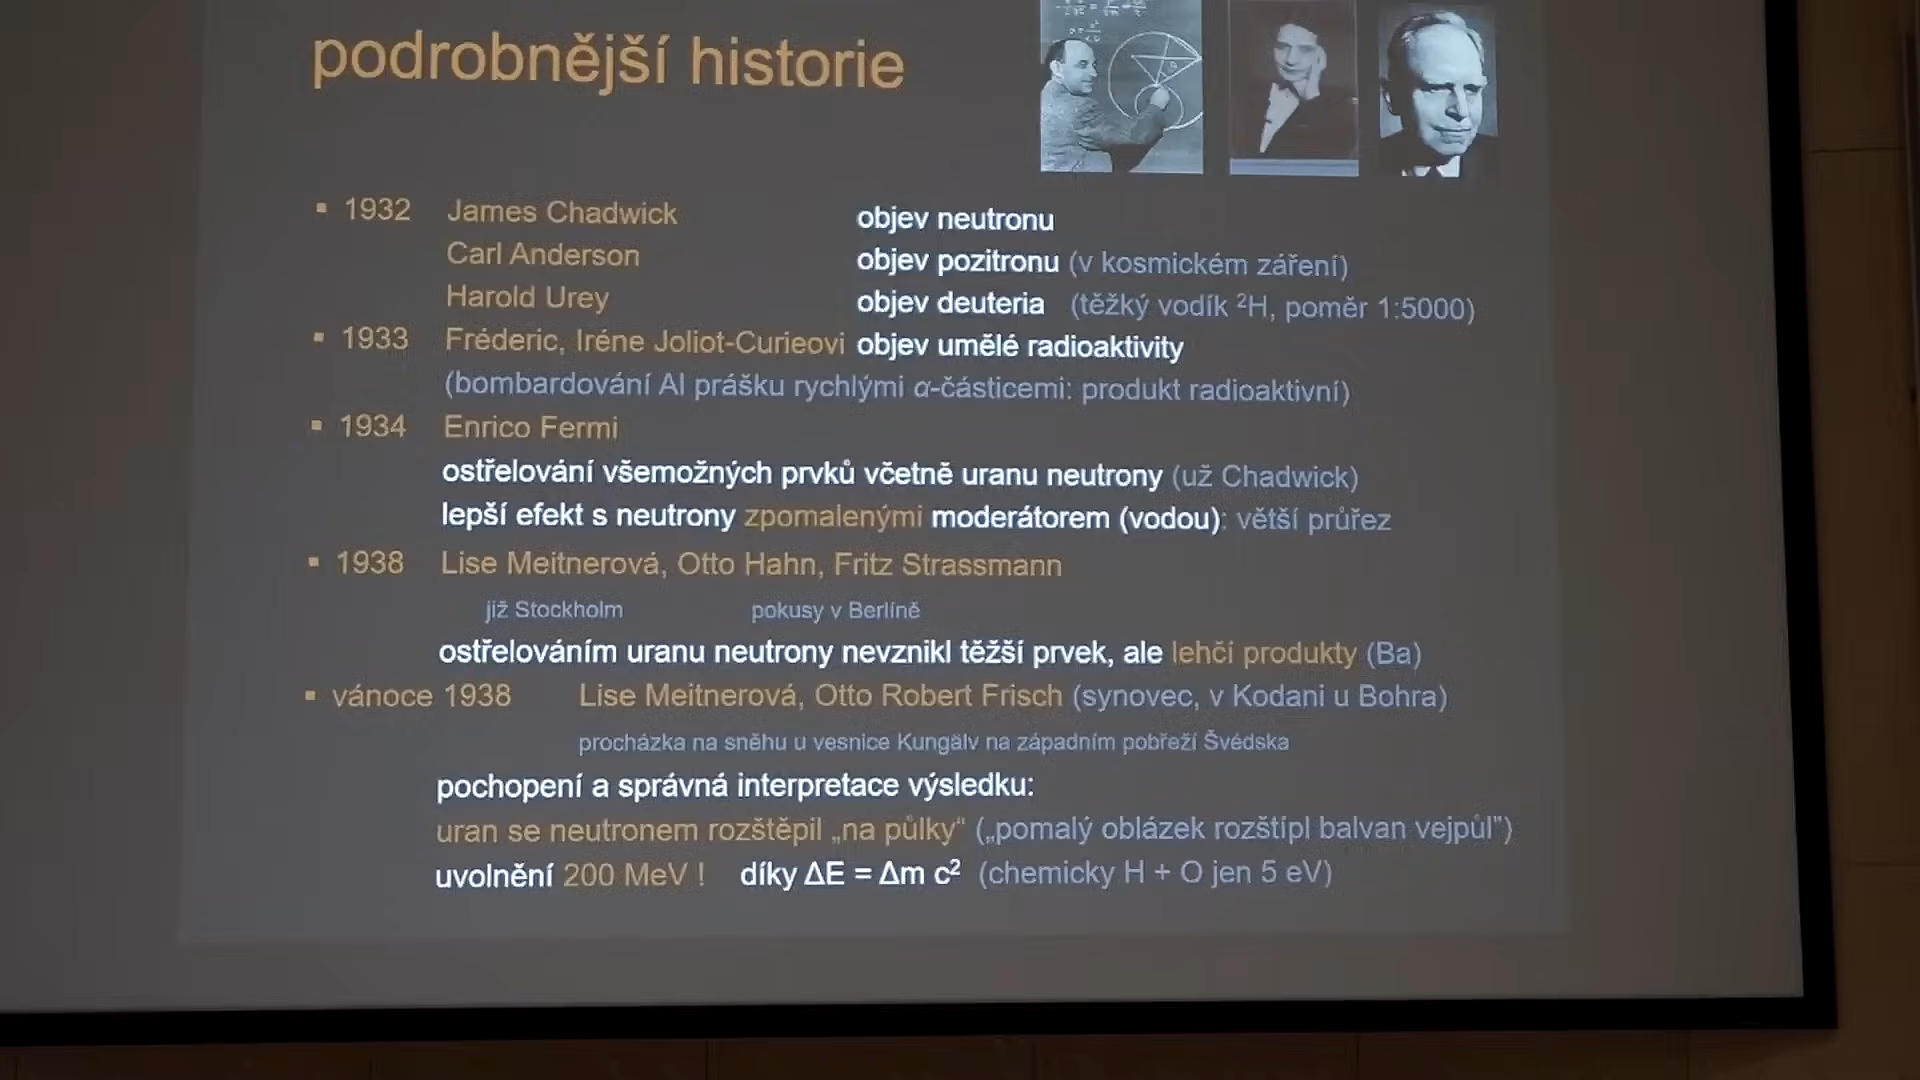 podrobnější historie
▪ 1932 James Chadwick objev neutronu
Carl Anderson objev pozitronu (v kosmickém záření)
Harold Urey objev deuteria (těžký vodík ²H, poměr 1:5000)
▪ 1933 Fréderic, Iréne Joliot-Curieovi objev umělé radioaktivity
(bombardování Al prášku rychlými α-částicemi: produkt radioaktivní)
▪ 1934 Enrico Fermi
ostřelování všemožných prvků včetně uranu neutrony (už Chadwick)
lepší efekt s neutrony zpomalenými moderátorem (vodou): větší průřez
▪ 1938 Lise Meitnerová, Otto Hahn, Fritz Strassmann
již Stockholm pokusy v Berlíně
ostřelováním uranu neutrony nevznikl těžší prvek, ale lehčí produkty (Ba)
▪ vánoce 1938 Lise Meitnerová, Otto Robert Frisch (synovec, v Kodani u Bohra)
procházka na sněhu u vesnice Kungälv na západním pobřeží Švédska
pochopení a správná interpretace výsledku:
uran se neutronem rozštěpil „na půlky“ („pomalý oblázek rozštípl balvan vejpůl”)
uvolnění 200 MeV ! díky ΔE = Δm c² (chemicky H + O jen 5 eV)